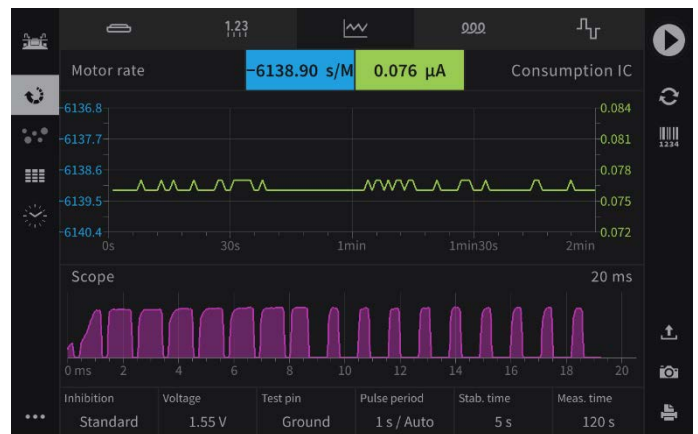 1.23
Motor rate
-6138.90 s/M
0.076 µA
Consumption IC
-6136.8
0.084
-6137.7
0.081
1234
-6138.6
0.078
-6139.5
0.075
-6140.4
0.072
0s 30s 1min 1min30s 2min
Scope
20 ms
0 ms 2 4 6 8 10 12 14 16 18 20
Inhibition Voltage Test pin Pulse period Stab. time Meas. time
Standard 1.55 V Ground 1 s / Auto 5 s 120 s